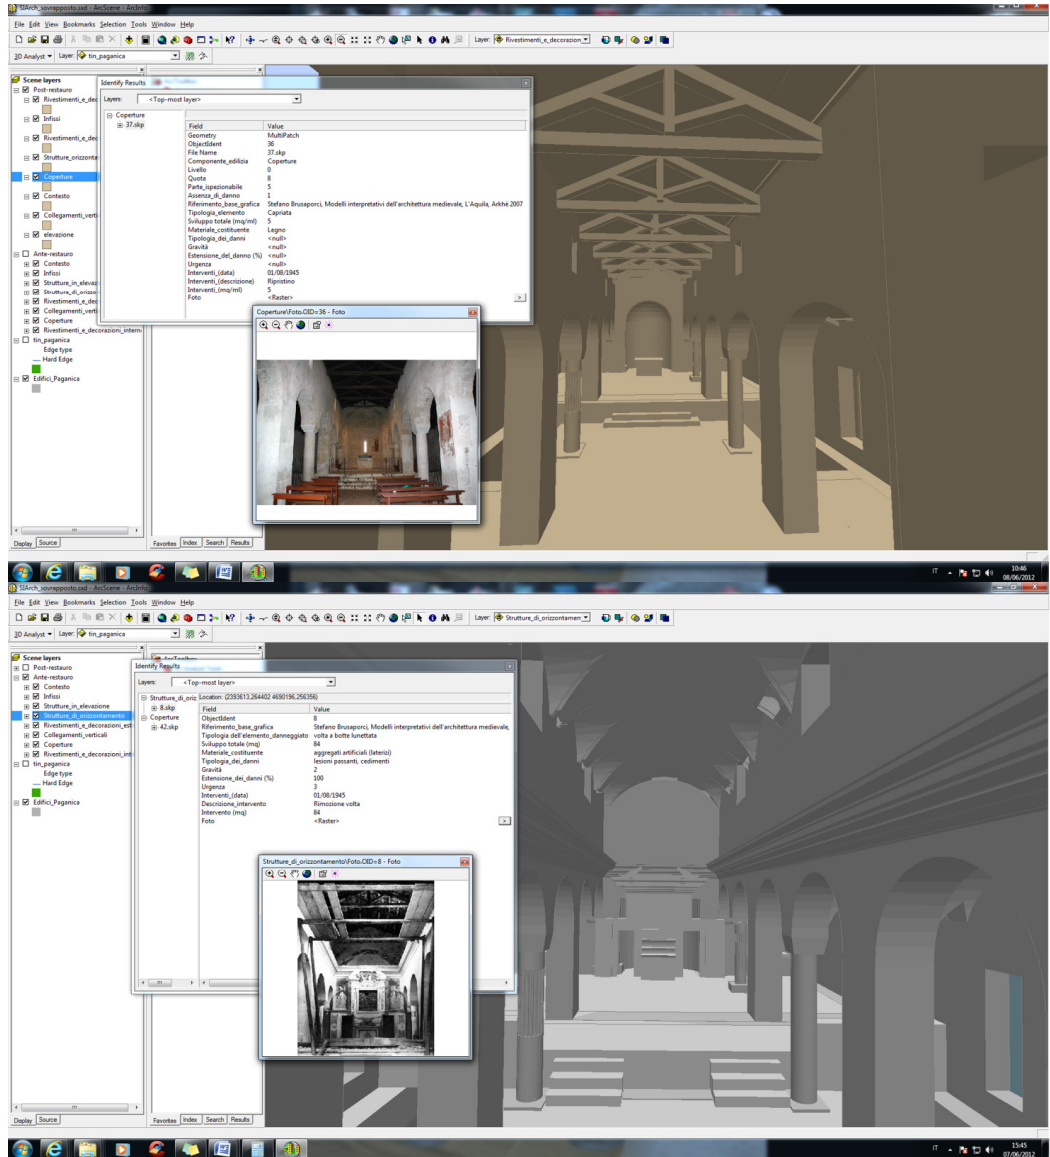 SIArch_sovrapposto.sxd - ArcScene - ArcInfo
File Edit View Bookmarks Selection Tools Window Help
Layer: Rivestimenti_e_decorazion
3D Analyst Layer: tin_paganica
Scene layers
Post-restauro
Rivestimenti_e_dec
Infissi
Rivestimenti_e_dec
Strutture_orizzonta
Coperture
Contesto
Collegamenti_verti
elevazione
Ante-restauro
Contesto
Infissi
Strutture_in_elevaz
Strutture_di_orizzo
Rivestimenti_e_dec
Collegamenti_verti
Coperture
Rivestimenti_e_decorazioni_interne
tin_paganica
Edge type
Hard Edge
Edifici_Paganica
Display Source
Favorites Index Search Results
Identify Results
Layers: <Top-most layer>
Coperture
37.skp
Field Value
Geometry MultiPatch
ObjectIdent 36
File Name 37.skp
Componente_edilizia Coperture
Livello 0
Quota 8
Parte_ispezionabile 5
Assenza_di_danno 1
Riferimento_base_grafica Stefano Brusaporci, Modelli interpretativi dell'architettura medievale, L'Aquila, Arkhè 2007
Tipologia_elemento Capriata
Sviluppo totale (mq/ml) 5
Materiale_costituente Legno
Tipologia_dei_danni <null>
Gravità <null>
Estensione_del_danno (%) <null>
Urgenza <null>
Interventi_(data) 01/08/1945
Interventi_(descrizione) Ripristino
Interventi_(mq/ml) 5
Foto <Raster>
Coperture\Foto.OID=36 - Foto
IT 10:46
08/06/2012
SIArch_sovrapposto.sxd - ArcScene - ArcInfo
File Edit View Bookmarks Selection Tools Window Help
Layer: Strutture_di_orizzontamen
3D Analyst Layer: tin_paganica
Scene layers
Post-restauro
Ante-restauro
Contesto
Infissi
Strutture_in_elevazione
Strutture_di_orizzontamento
Rivestimenti_e_decorazioni_est
Collegamenti_verticali
Coperture
Rivestimenti_e_decorazioni_int
tin_paganica
Edge type
Hard Edge
Edifici_Paganica
Display Source
Favorites Index Search Results
Identify Results
Layers: <Top-most layer>
Strutture_di_oriz
8.skp
Coperture
42.skp
Location: (2393613,264402 4690196,256356)
Field Value
ObjectIdent 8
Riferimento_base_grafica Stefano Brusaporci, Modelli interpretativi dell'architettura medievale,
Tipologia dell'elemento_danneggiato volta a botte lunettata
Sviluppo totale (mq) 84
Materiale_costituente aggregati artificiali (laterizi)
Tipologia_dei_danni lesioni passanti, cedimenti
Gravità 2
Estensione_dei_danni (%) 100
Urgenza 3
Interventi_(data) 01/08/1945
Descrizione_intervento Rimozione volta
Intervento (mq) 84
Foto <Raster>
Strutture_di_orizzontamento\Foto.OID=8 - Foto
IT 15:45
07/06/2012